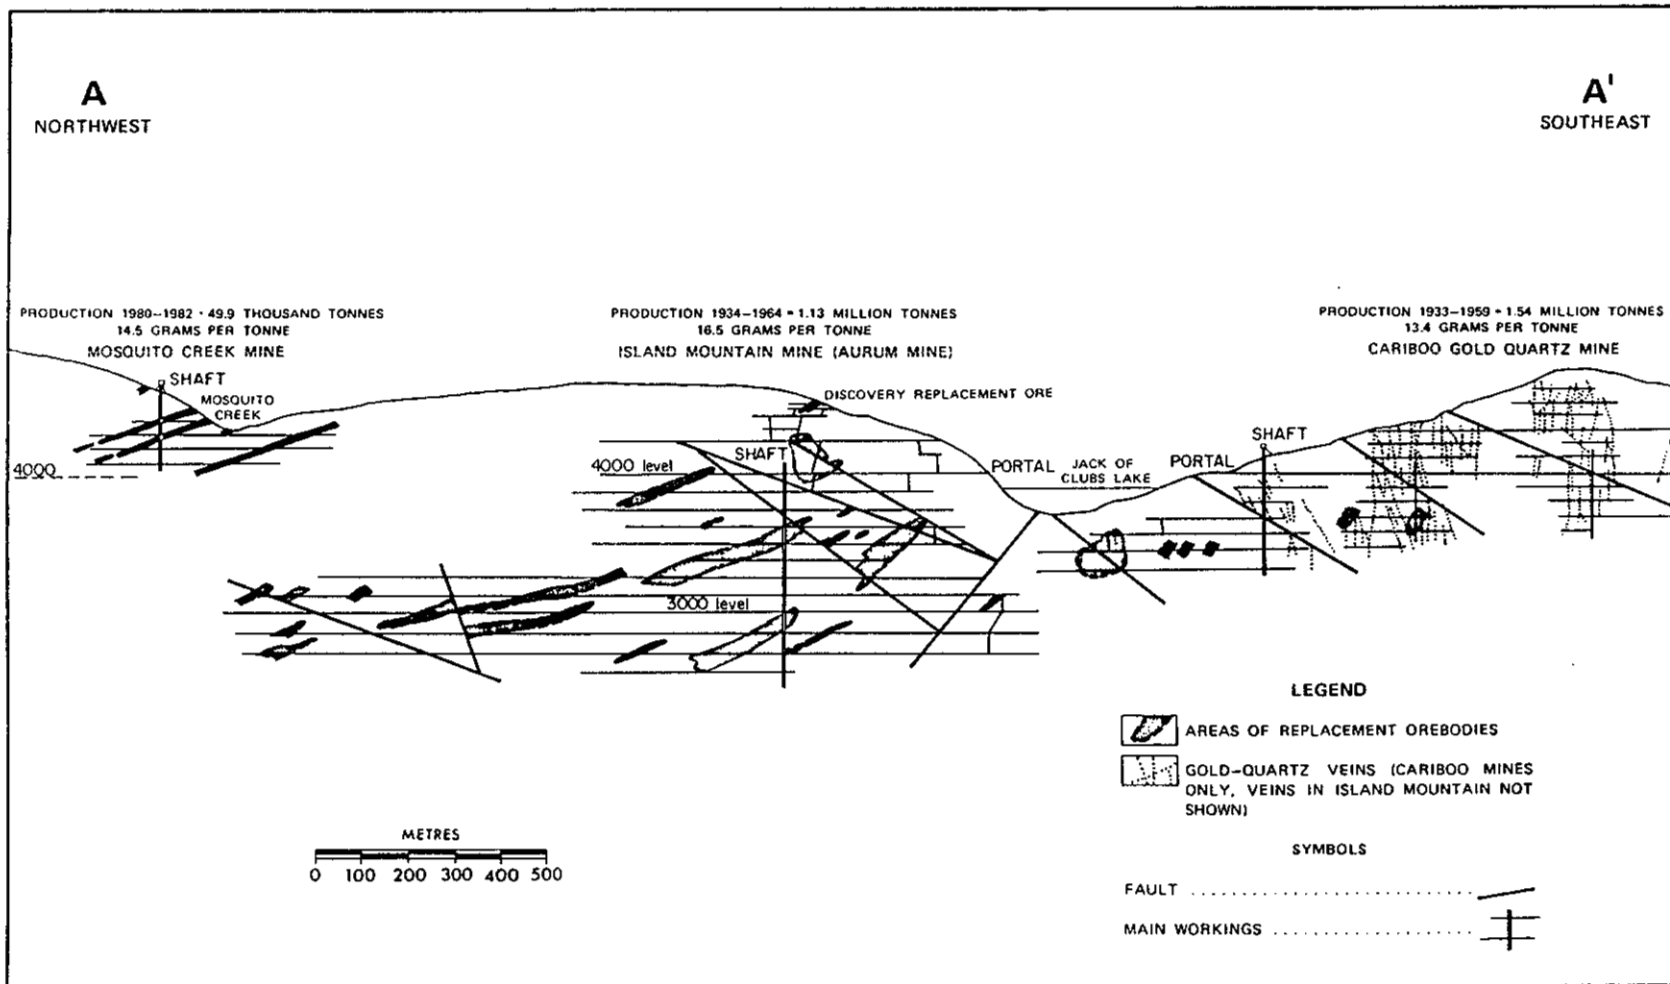 A
NORTHWEST
A'
SOUTHEAST
PRODUCTION 1980-1982 · 49.9 THOUSAND TONNES
14.5 GRAMS PER TONNE
MOSQUITO CREEK MINE
PRODUCTION 1934-1964 = 1.13 MILLION TONNES
16.5 GRAMS PER TONNE
ISLAND MOUNTAIN MINE (AURUM MINE)
PRODUCTION 1933-1959 = 1.54 MILLION TONNES
13.4 GRAMS PER TONNE
CARIBOO GOLD QUARTZ MINE
SHAFT
MOSQUITO
CREEK
4000
DISCOVERY REPLACEMENT ORE
SHAFT
4000 level
3000 level
PORTAL
JACK OF
CLUBS LAKE
PORTAL
SHAFT
LEGEND
AREAS OF REPLACEMENT OREBODIES
GOLD-QUARTZ VEINS (CARIBOO MINES
ONLY, VEINS IN ISLAND MOUNTAIN NOT
SHOWN)
SYMBOLS
FAULT
MAIN WORKINGS
METRES
0 100 200 300 400 500